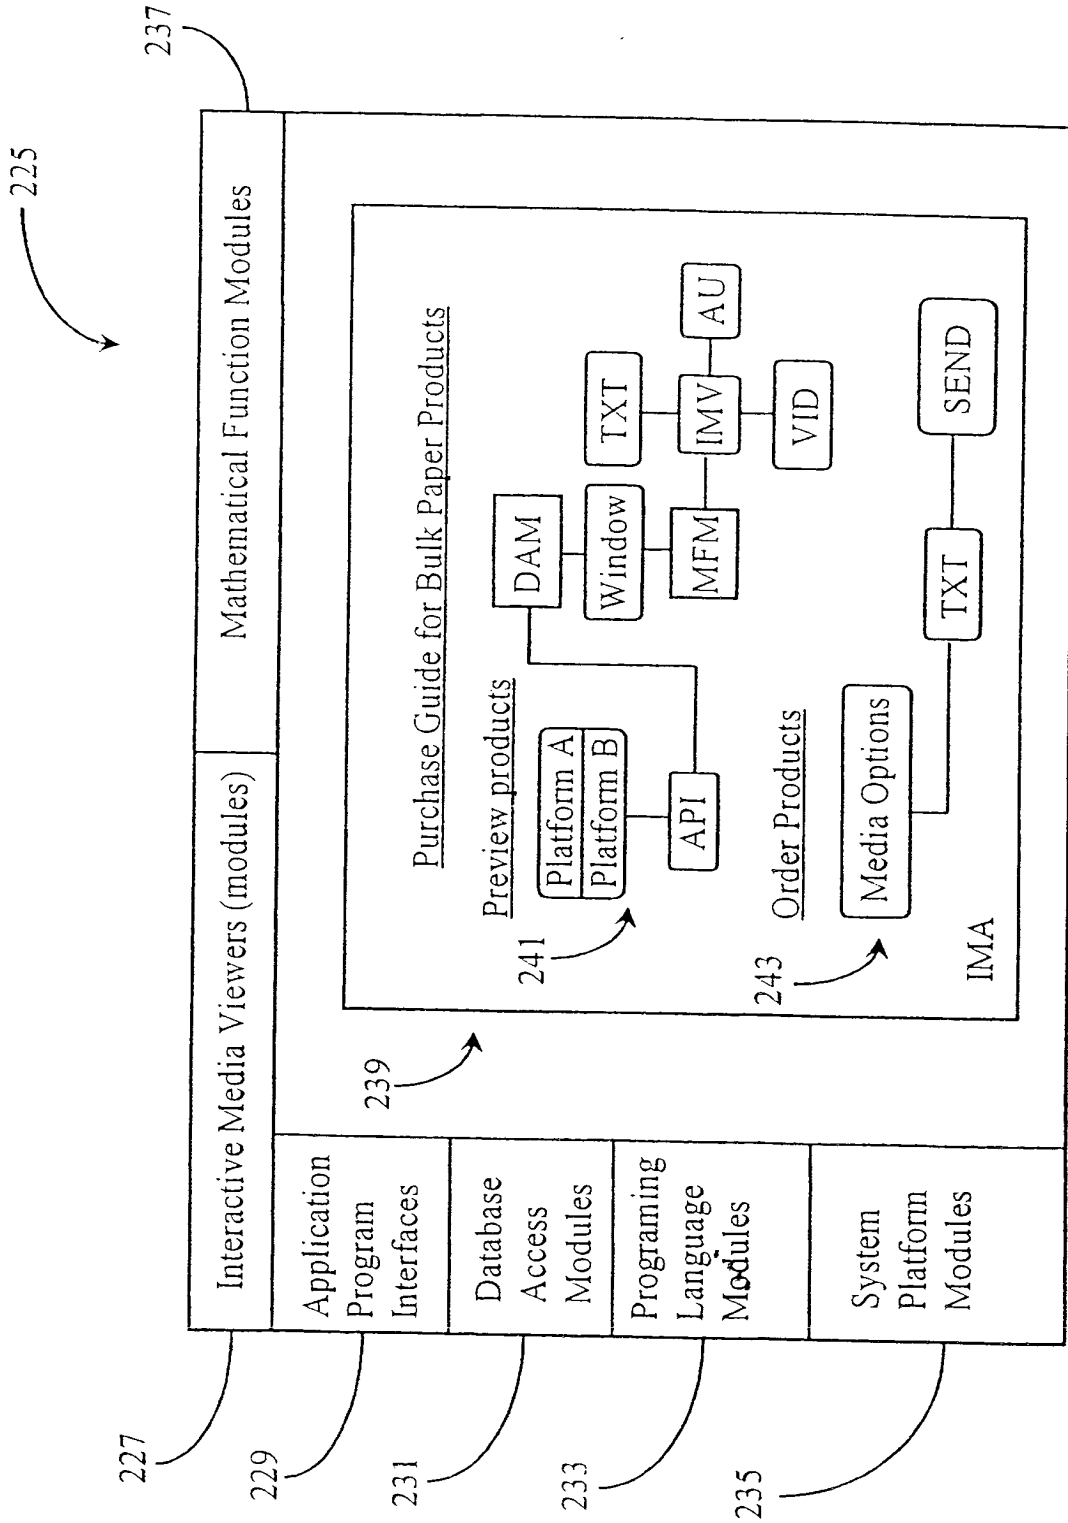 225
237
Interactive Media Viewers (modules)
Mathematical Function Modules
227
229
231
233
235
Application
Program
Interfaces
Database
Access
Modules
Programing
Language
Modules
System
Platform
Modules
239
Purchase Guide for Bulk Paper Products
Preview products
241
Platform A
Platform B
API
DAM
Window
MFM
TXT
IMV
AU
VID
Order Products
243
Media Options
TXT
SEND
IMA